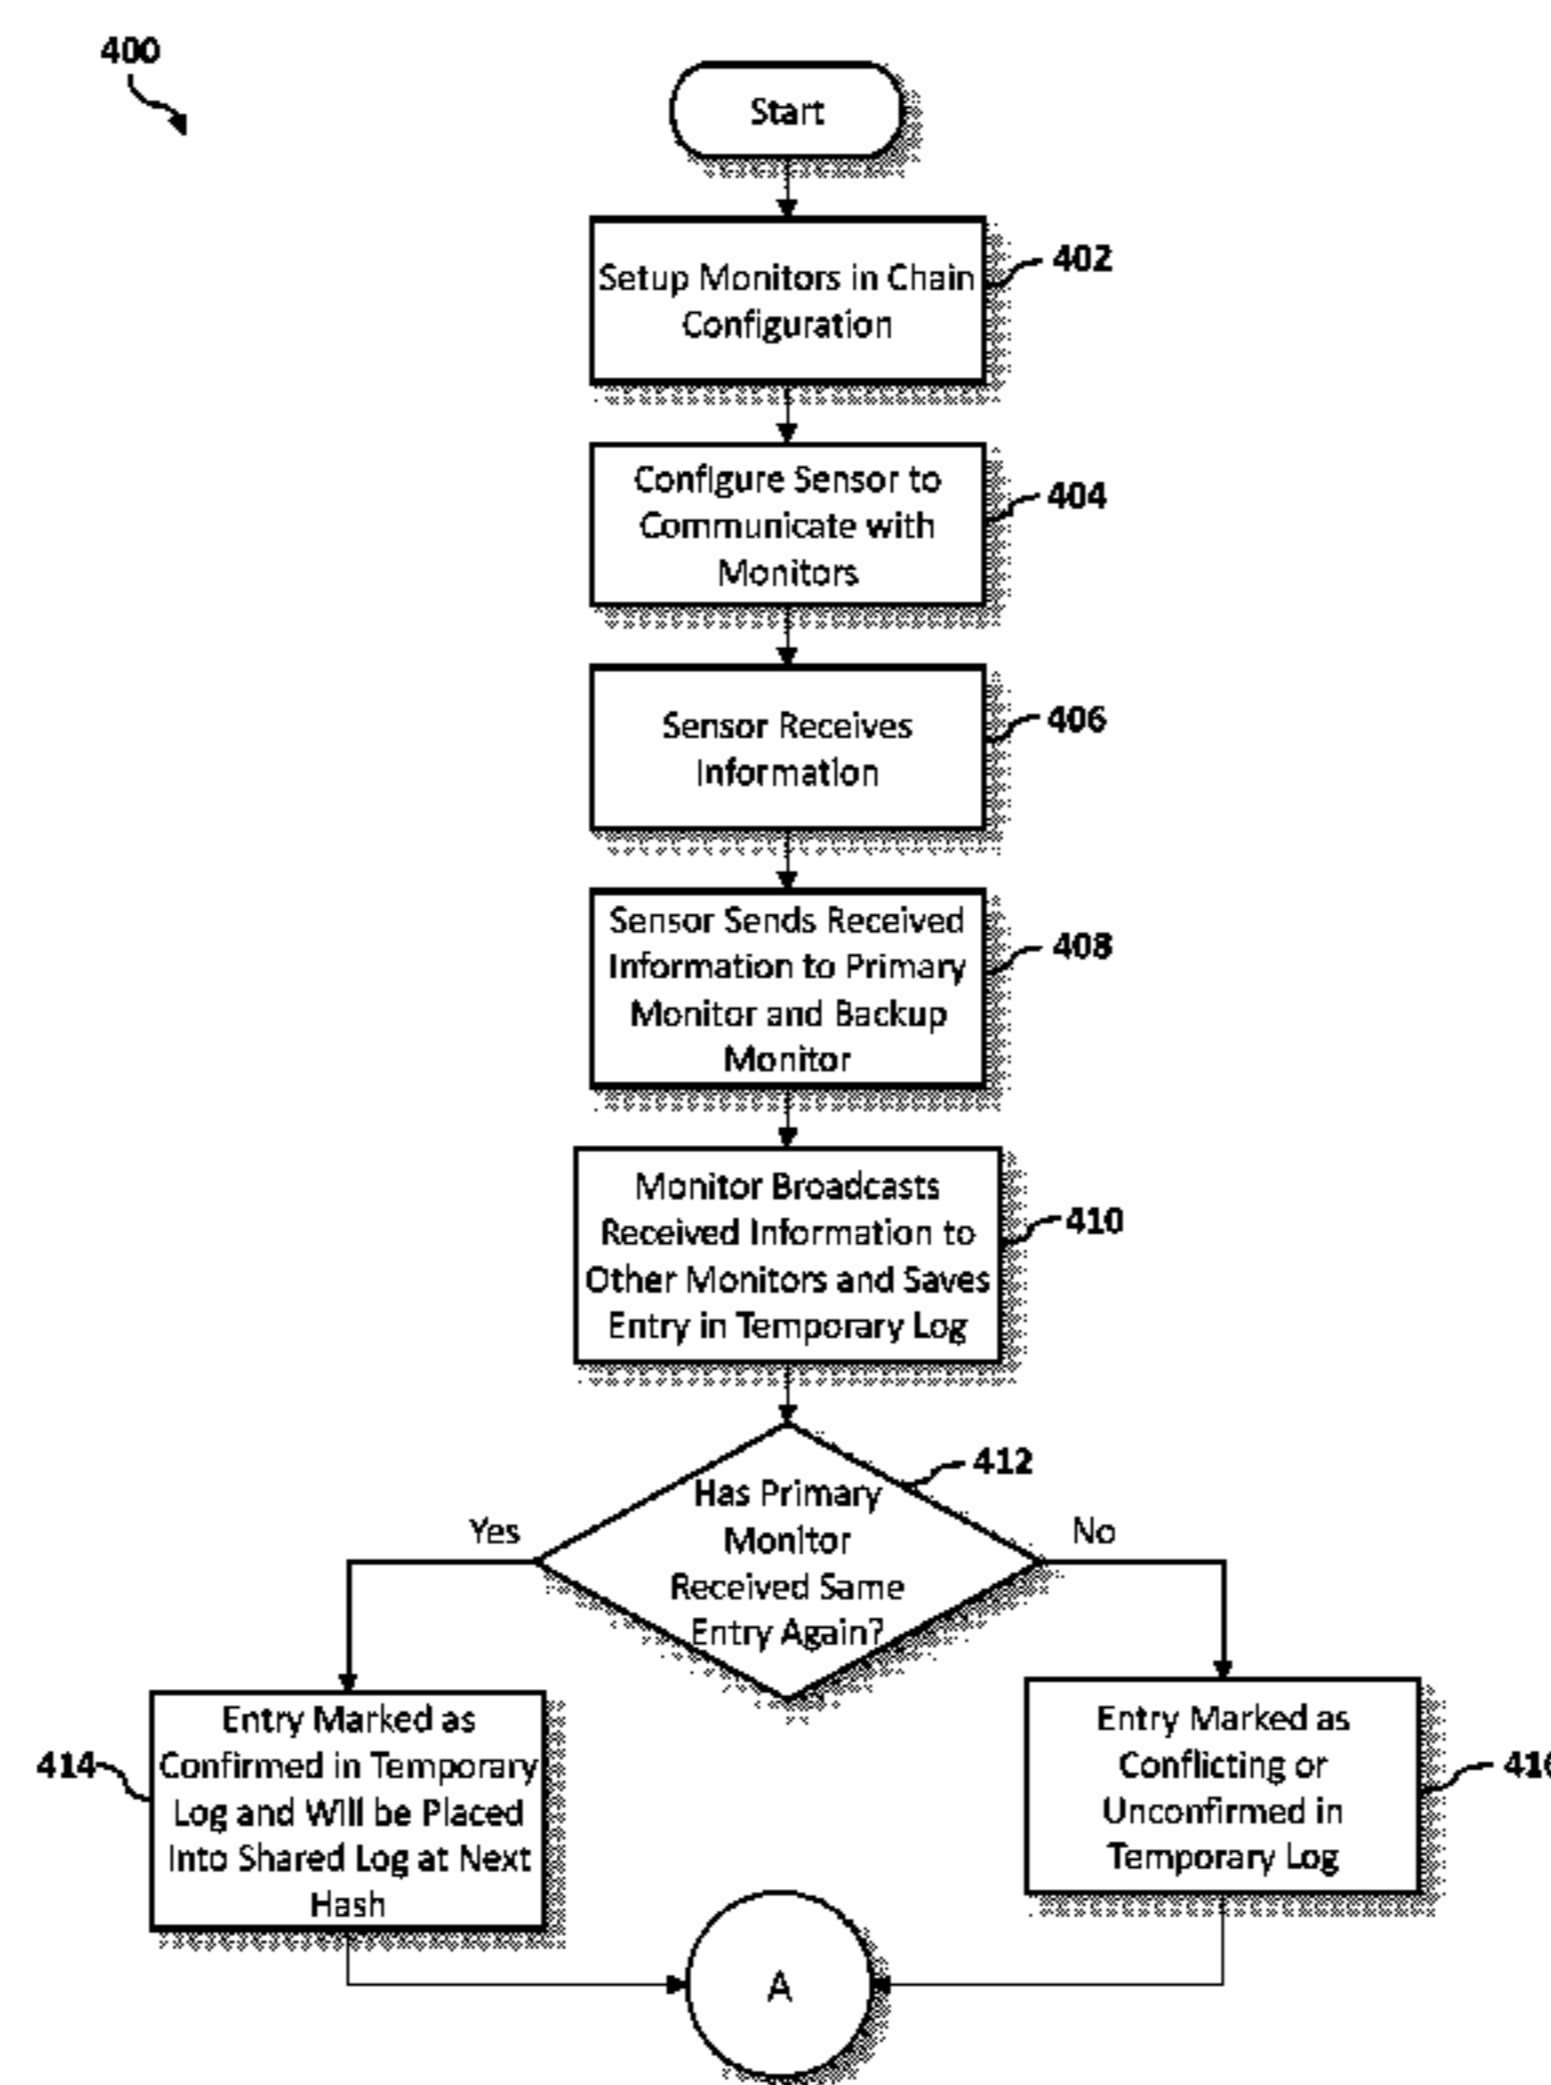 400
Start
Setup Monitors in Chain
Configuration
402
Configure Sensor to
Communicate with
Monitors
404
Sensor Receives
Information
406
Sensor Sends Received
Information to Primary
Monitor and Backup
Monitor
408
Monitor Broadcasts
Received Information to
Other Monitors and Saves
Entry in Temporary Log
410
Has Primary
Monitor
Received Same
Entry Again?
412
Yes
No
Entry Marked as
Confirmed in Temporary
Log and Will be Placed
Into Shared Log at Next
Hash
414
Entry Marked as
Conflicting or
Unconfirmed in
Temporary Log
416
A